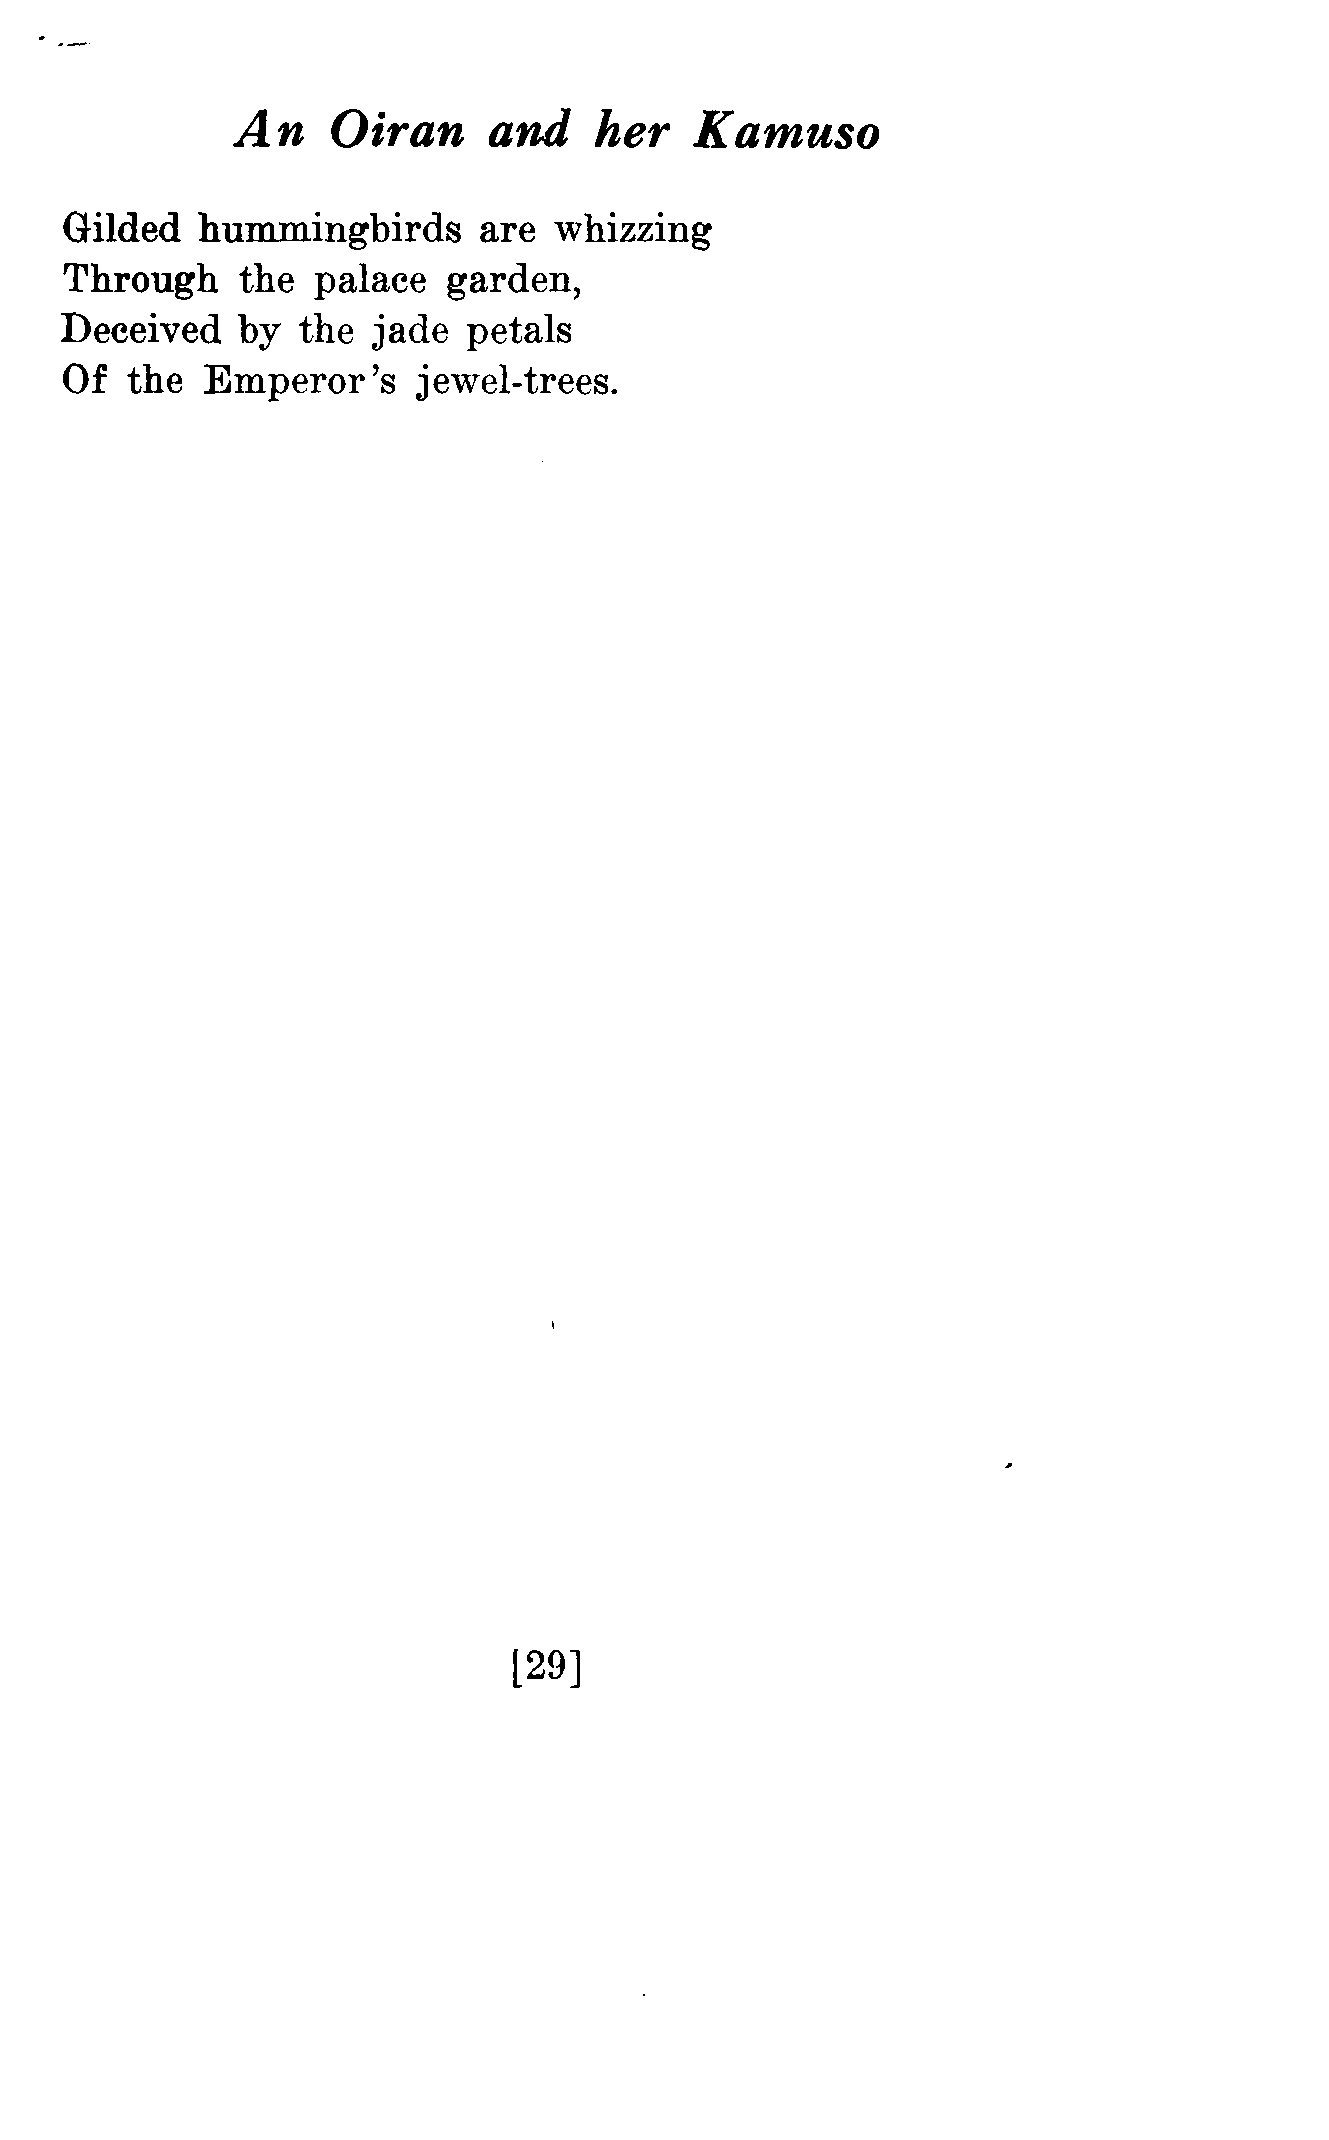 An Oiran and her Kamuso
Gilded hummingbirds are whizzing
Through the palace garden,
Deceived by the jade petals
Of the Emperor's jewel-trees.
[29]